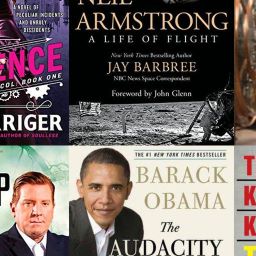 A NOVEL OF
PECULIAR INCIDENTS
AND UNRULY
DISSIDENTS
ENCE
COL BOOK ONE
RIGER
AUTHOR OF SOULLESS
NEIL
ARMSTRONG
A LIFE OF FLIGHT
New York Times Bestselling Author
JAY BARBREE
NBC News Space Correspondent
Foreword by John Glenn
P
#1 NEW YORK TIMES BESTSELLER
BARACK
OBAMA
The
AUDACITY
T
K
K
T